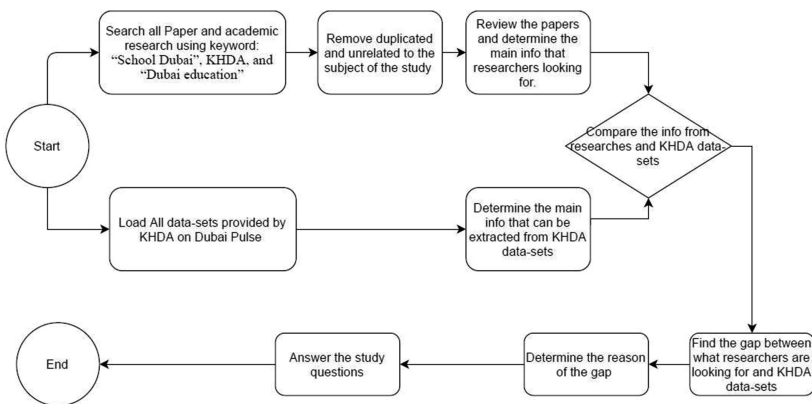 Start
Search all Paper and academic
research using keyword:
“School Dubai”, KHDA, and
“Dubai education”
Remove duplicated
and unrelated to the
subject of the study
Review the papers
and determine the
main info that
researchers looking
for.
Compare the info from
researches and KHDA data-
sets
Load All data-sets provided by
KHDA on Dubai Pulse
Determine the main
info that can be
extracted from KHDA
data-sets
Find the gap between
what researchers are
looking for and KHDA
data-sets
Determine the reason
of the gap
Answer the study
questions
End